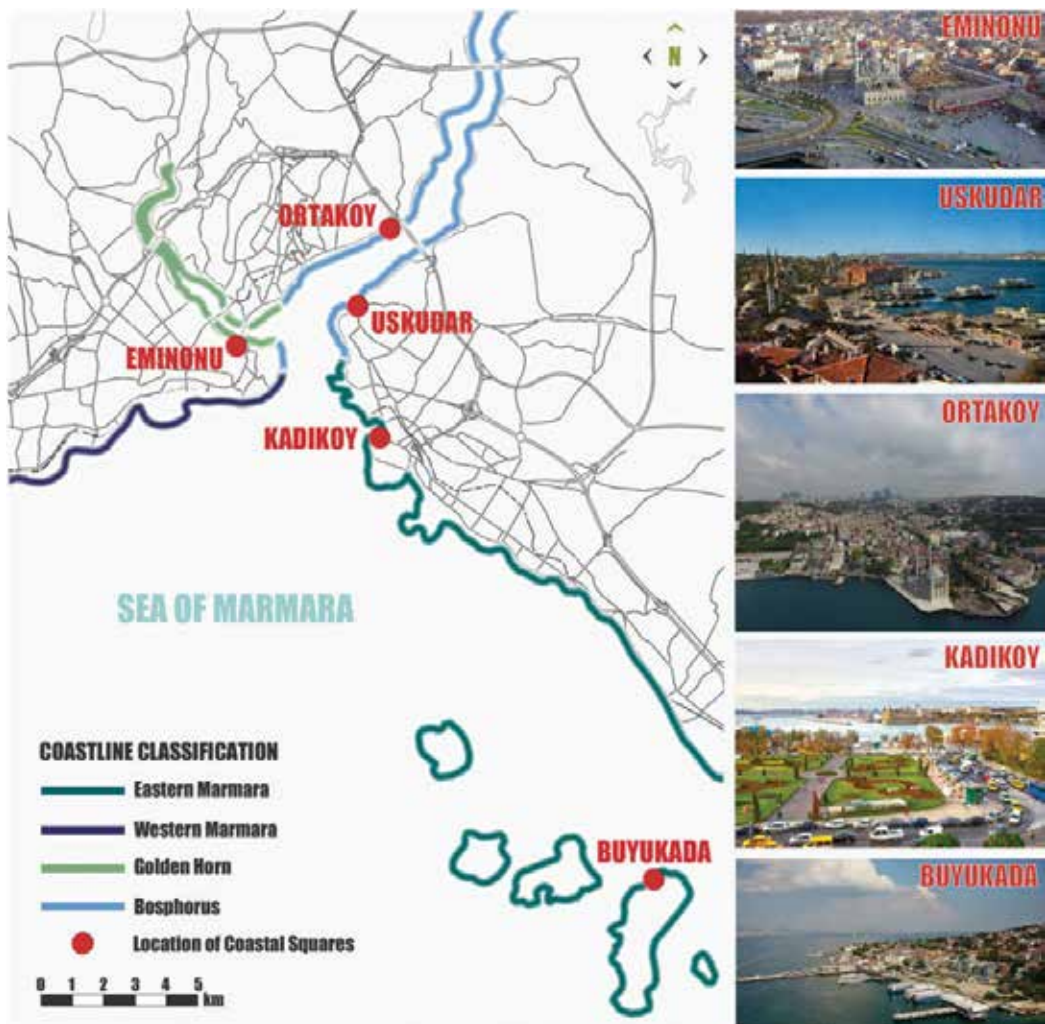 N
ORTAKOY
USKUDAR
EMINONU
KADIKOY
SEA OF MARMARA
BUYUKADA
COASTLINE CLASSIFICATION
Eastern Marmara
Western Marmara
Golden Horn
Bosphorus
Location of Coastal Squares
0 1 2 3 4 5
km
EMINONU
USKUDAR
ORTAKOY
KADIKOY
BUYUKADA